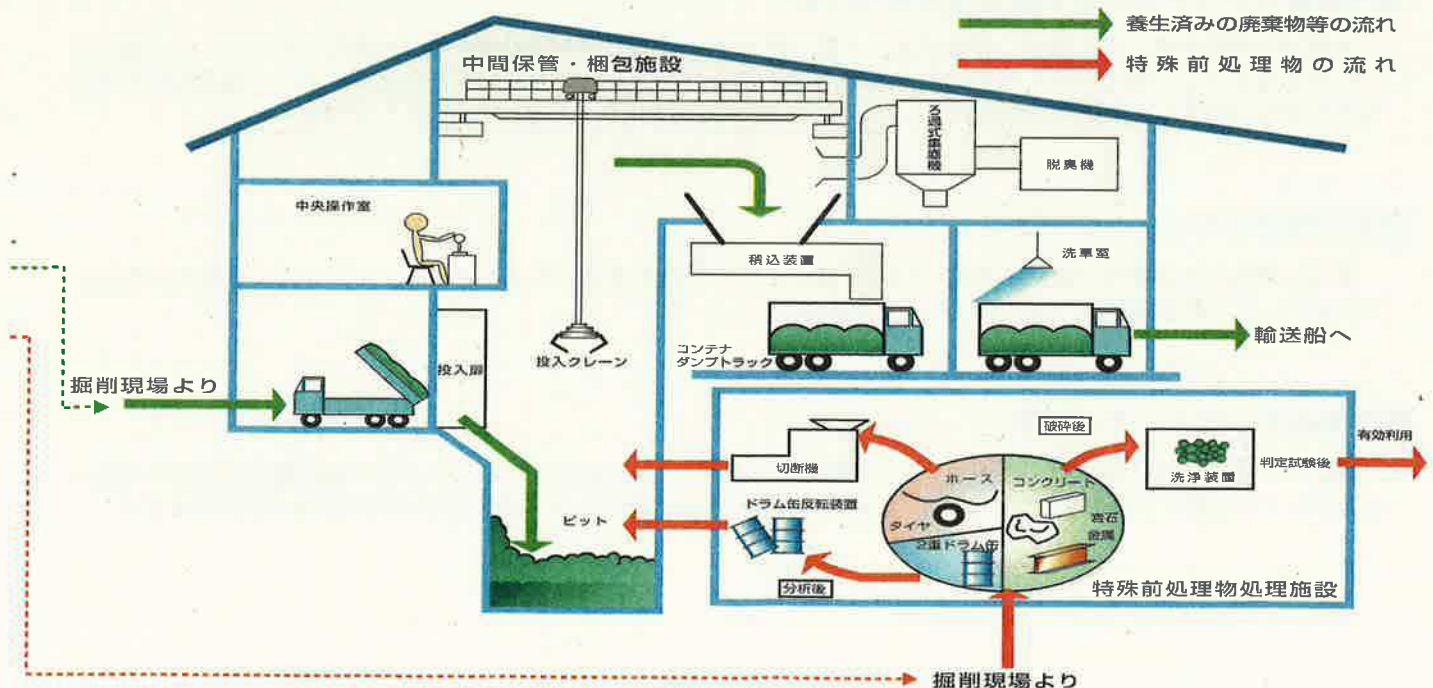 養生済みの廃棄物等の流れ
特殊前処理物の流れ
中間保管・梱包施設
ろ過式集塵機
脱臭機
中央操作室
積込装置
洗車室
投入扉
投入クレーン
コンテナ
ダンプトラック
輸送船へ
掘削現場より
破砕後
有効利用
切断機
ホース
コンクリート
洗浄装置
判定試験後
ドラム缶反転装置
タイヤ
岩石
金属
ピット
2重ドラム缶
分析後
特殊前処理物処理施設
掘削現場より